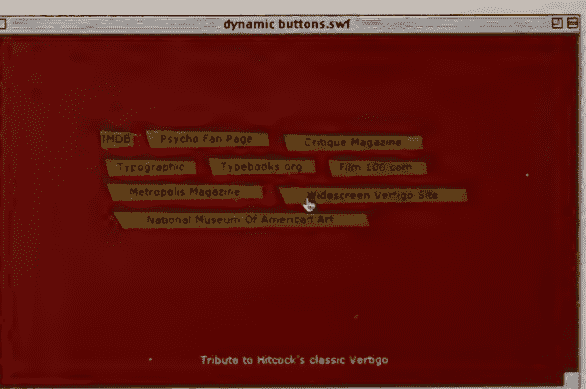 dynamic buttons.swf
IMDB Psycho Fan Page Critique Magazine
Typographic Typebooks.org Film 100.com
Metropolis Magazine Widescreen Vertigo Site
National Museum Of American Art
Tribute to Hitcock's classic Vertigo